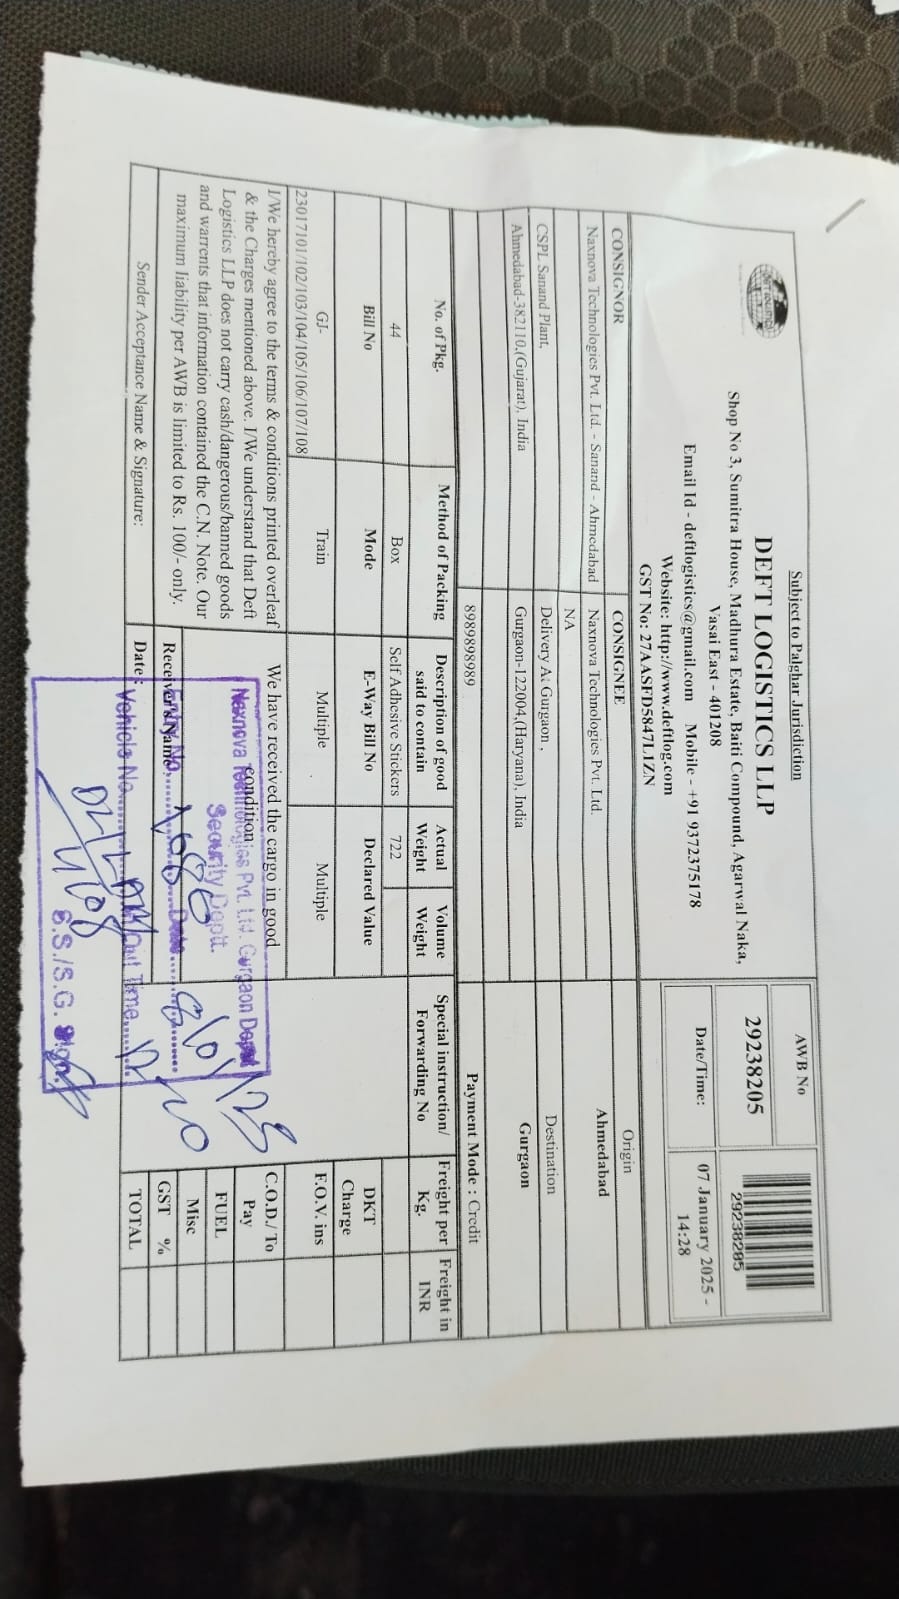 Subject to Palghar Jurisdiction
DEFT LOGISTICS LLP
Shop No 3, Sumitra House, Madhura Estate, Baiti Compound, Agarwal Naka,
Vasai East - 401208
Email Id - deftlogistics@gmail.com Mobile - +91 9372375178
Website: http://www.deftlog.com
GST No: 27AASFD5847L1ZN
AWB No
29238205
29238205
Date/Time:
07 January 2025 -
14:28
CONSIGNOR
Naxnova Technologies Pvt. Ltd. - Sanand - Ahmedabad
CSPL Sanand Plant,
Ahmedabad-382110,(Gujarat), India
CONSIGNEE
Naxnova Technologies Pvt. Ltd.
NA
Delivery At Gurgaon ,
Gurgaon-122004,(Haryana), India
8989898989
Origin
Ahmedabad
Destination
Gurgaon
Payment Mode : Credit
No. of Pkg.
Method of Packing
Description of good
said to contain
Actual
Weight
Volume
Weight
Special instruction/
Forwarding No
Freight per
Kg.
Freight in
INR
44
Box
Self Adhesive Stickers
722
Bill No
Mode
E-Way Bill No
Declared Value
DKT
Charge
GJ-
23017101/102/103/104/105/106/107/108
Train
Multiple
Multiple
F.O.V. ins
I/We hereby agree to the terms & conditions printed overleaf
& the Charges mentioned above. I/We understand that Deft
Logistics LLP does not carry cash/dangerous/banned goods
and warrents that information contained the C.N. Note. Our
maximum liability per AWB is limited to Rs. 100/- only.
Sender Acceptance Name & Signature:
We have received the cargo in good
condition
Receiver's Name
Date :
C.O.D./ To
Pay
FUEL
Misc
GST %
TOTAL
Naxnova Technologies Pvt. Ltd. Gurgaon Depot
Security Deptt.
Entry No. Date
Vehicle No. Out Time
S.S./S.G. Sign.